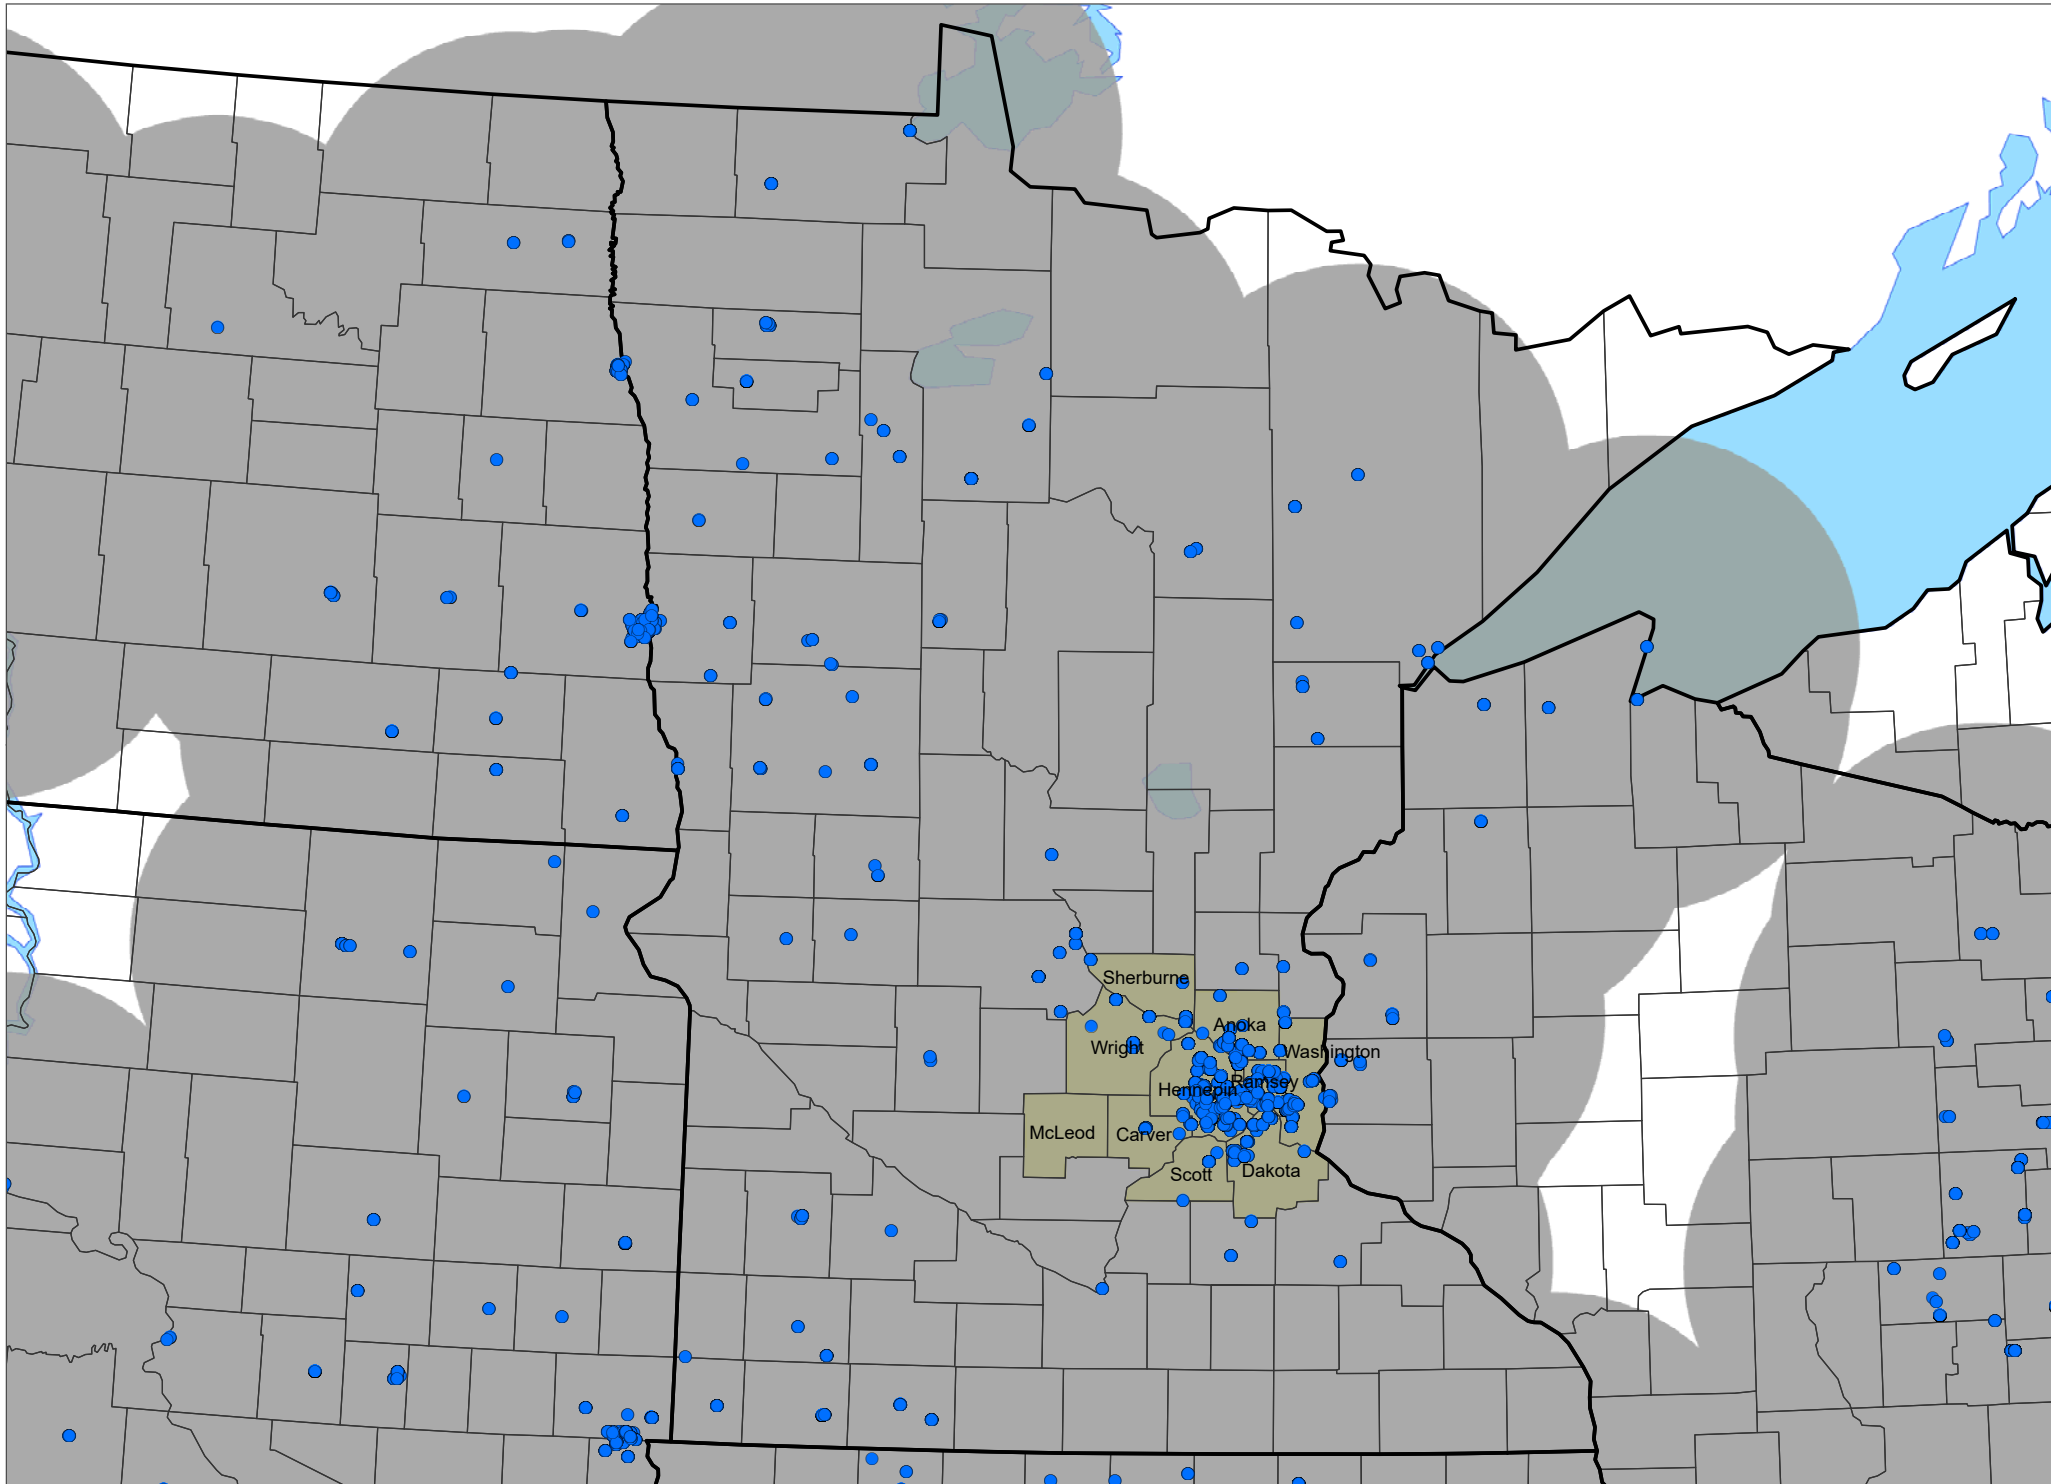 Sherburne
Anoka
Wright
Washington
Ramsey
Hennepin
McLeod
Carver
Scott
Dakota